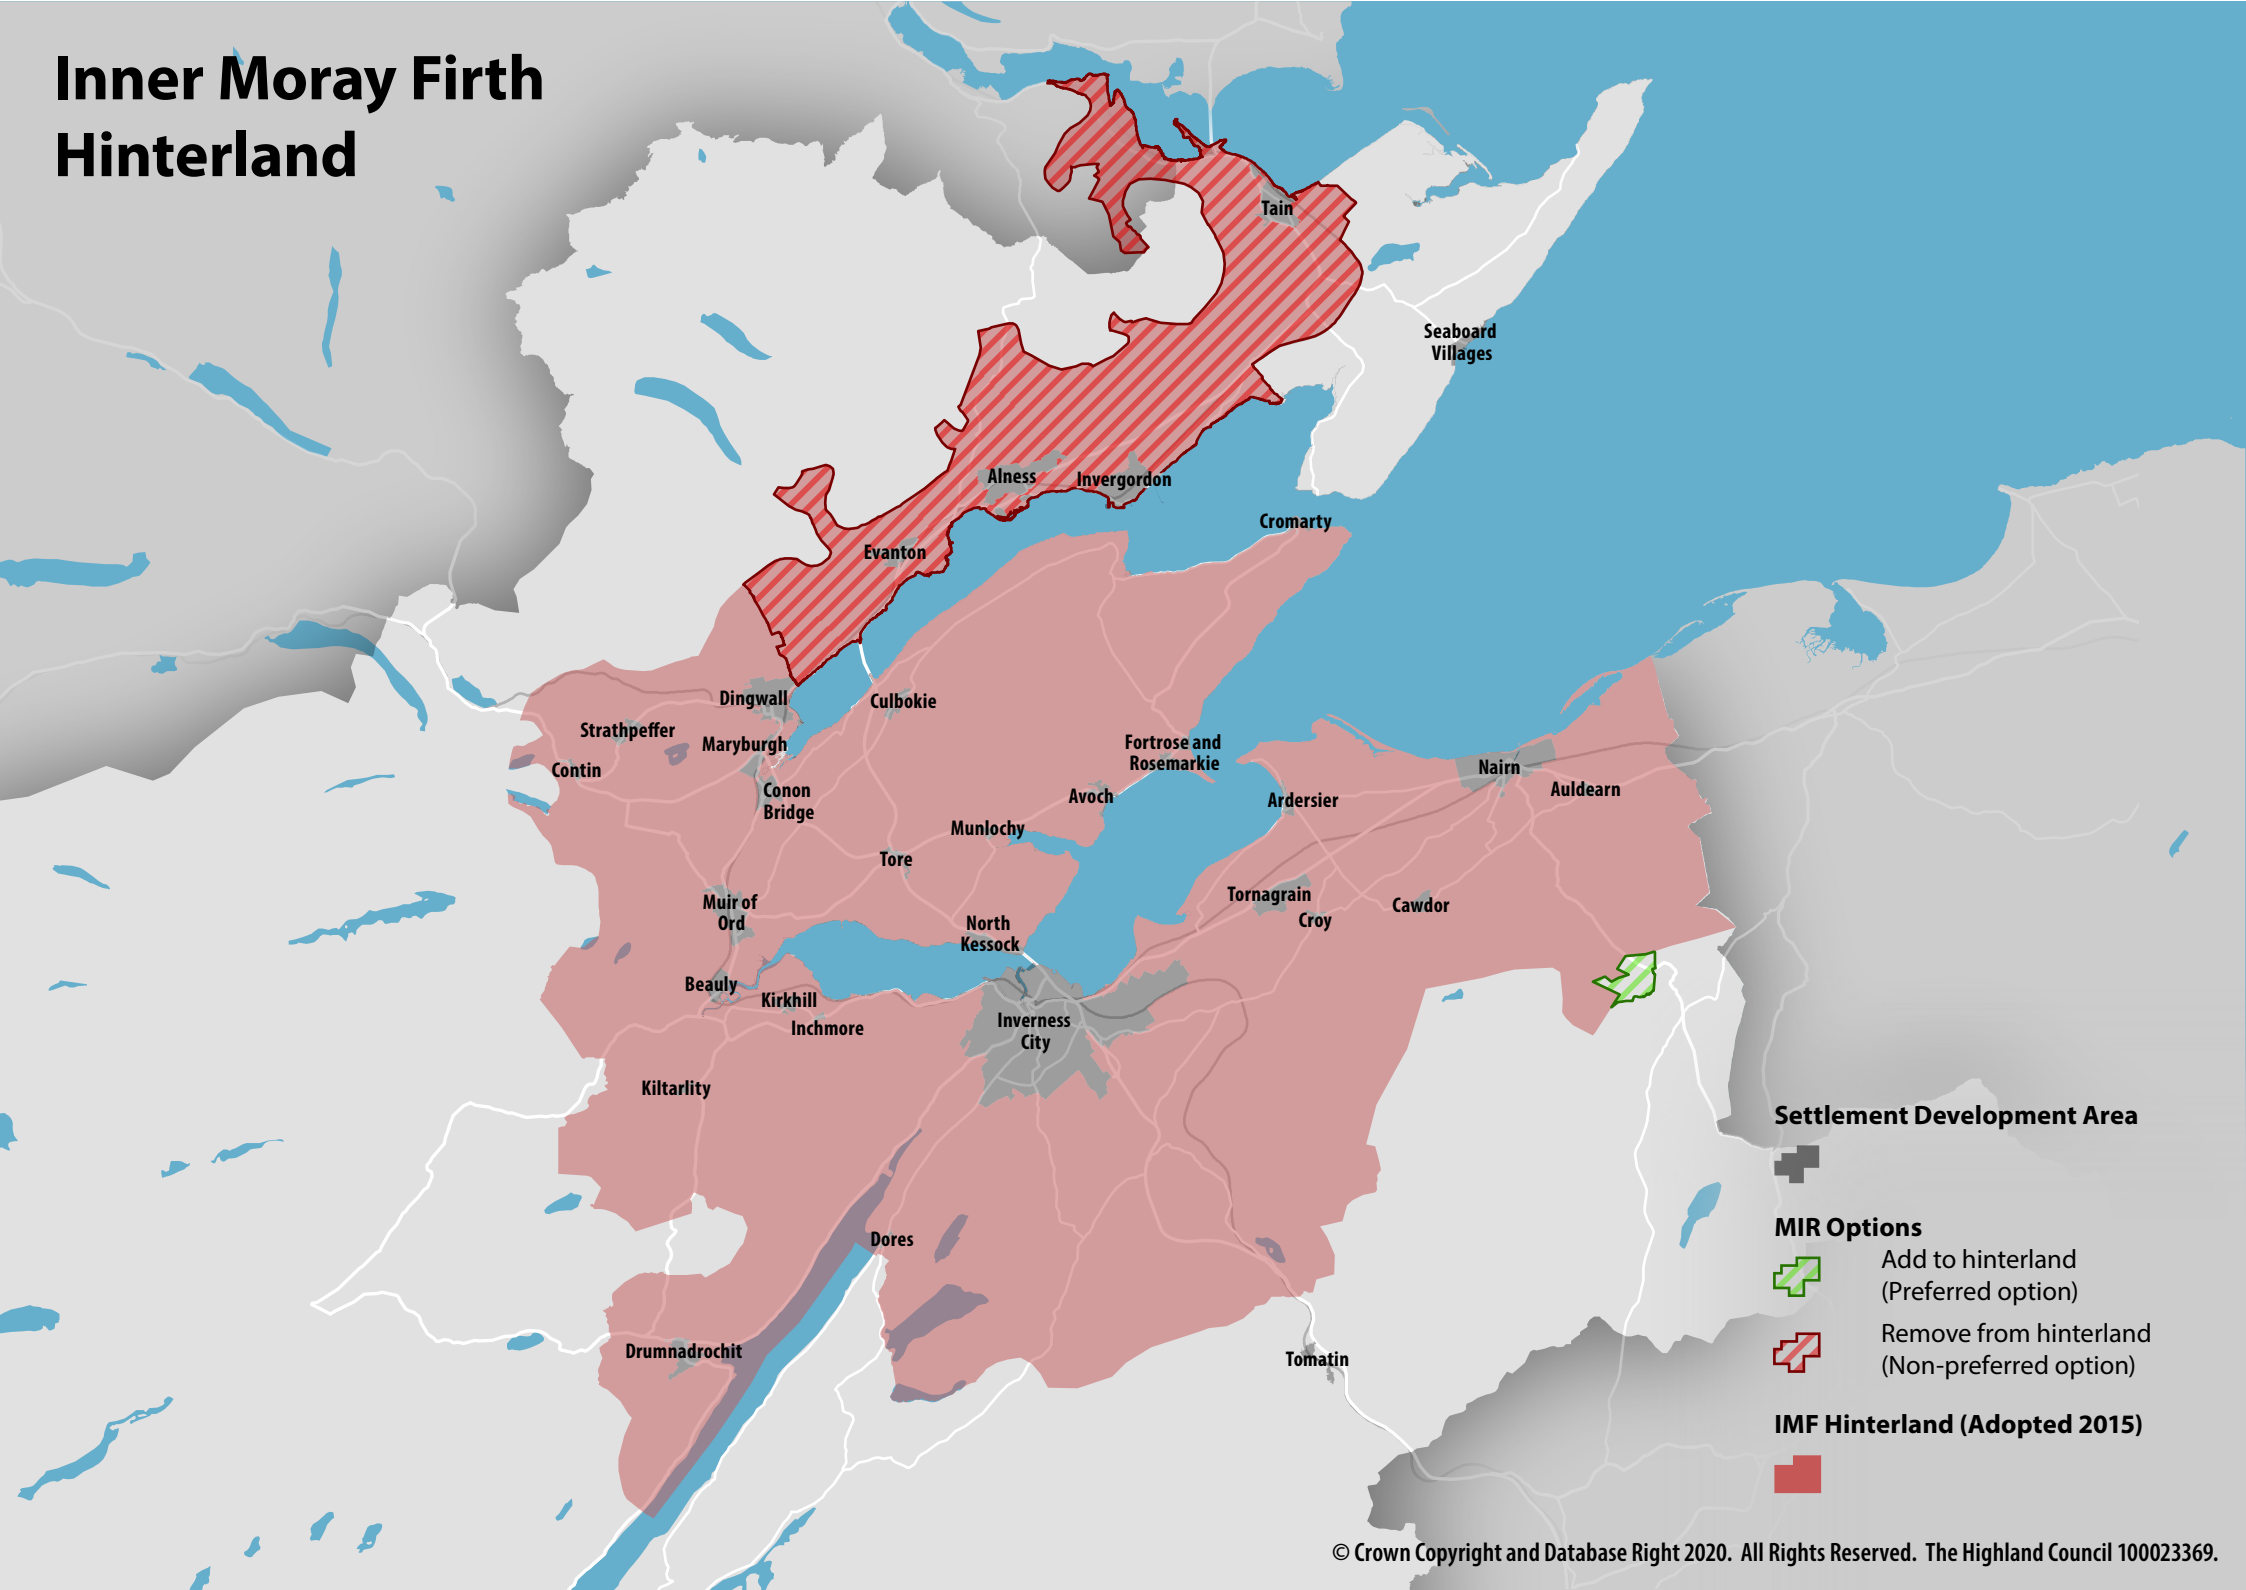 Inner Moray Firth
Hinterland
Tain
Seaboard
Villages
Alness
Invergordon
Cromarty
Evanton
Dingwall
Culbokie
Strathpeffer
Maryburgh
Contin
Fortrose and
Rosemarkie
Nairn
Conon
Bridge
Avoch
Ardersier
Auldearn
Munlochy
Tore
Muir of
Ord
Tornagrain
Croy
Cawdor
North
Kessock
Beauly
Kirkhill
Inchmore
Inverness
City
Kiltarlity
Dores
Drumnadrochit
Tomatin
Settlement Development Area
MIR Options
Add to hinterland
(Preferred option)
Remove from hinterland
(Non-preferred option)
IMF Hinterland (Adopted 2015)
© Crown Copyright and Database Right 2020. All Rights Reserved. The Highland Council 100023369.